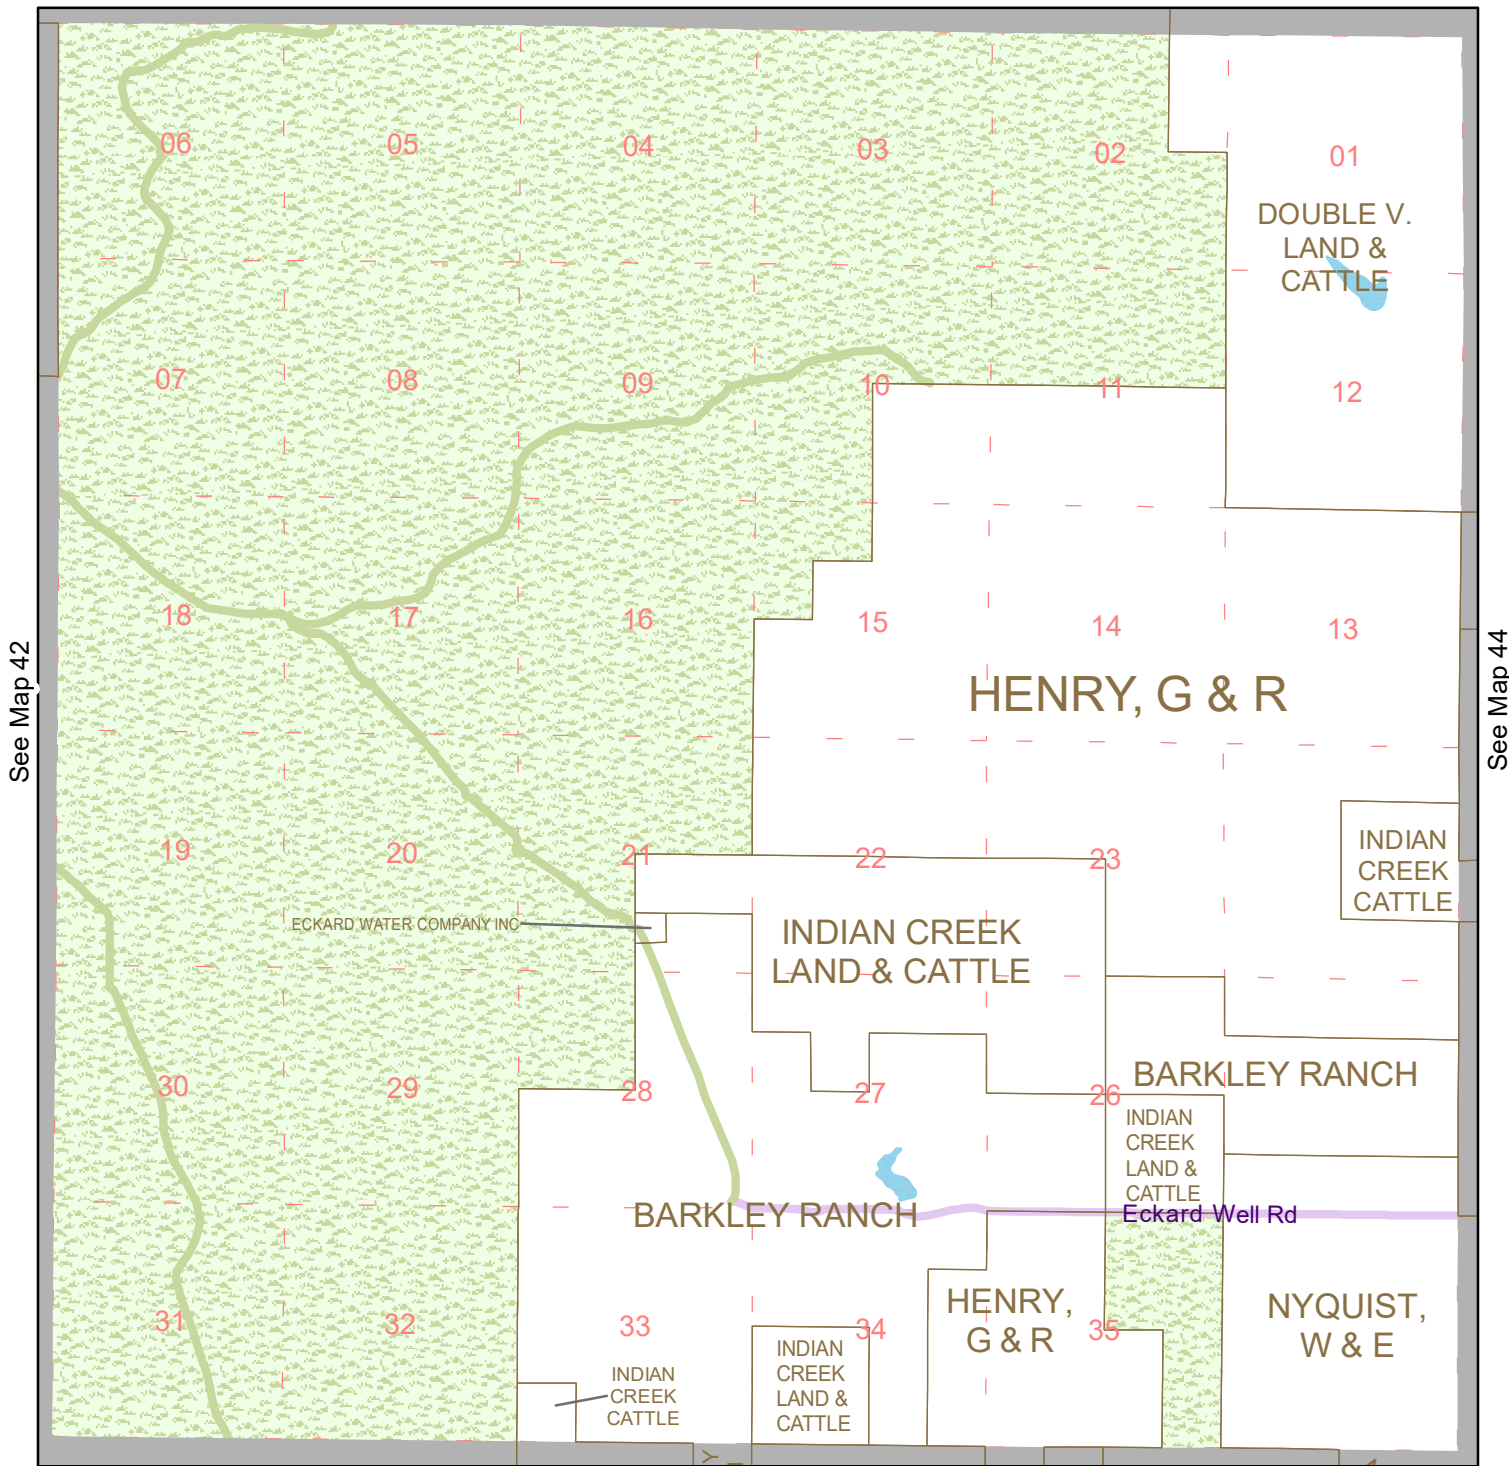 06
05
04
03
02
01
DOUBLE V.
LAND &
CATTLE
07
08
09
10
11
12
18
17
16
15
14
13
See Map 42
See Map 44
HENRY, G & R
19
20
21
22
23
INDIAN
CREEK
CATTLE
ECKARD WATER COMPANY INC
INDIAN CREEK
LAND & CATTLE
30
29
28
27
26
BARKLEY RANCH
INDIAN
CREEK
LAND &
CATTLE
BARKLEY RANCH
Eckard Well Rd
31
32
33
34
35
HENRY,
G & R
NYQUIST,
W & E
INDIAN
CREEK
LAND &
CATTLE
INDIAN
CREEK
CATTLE